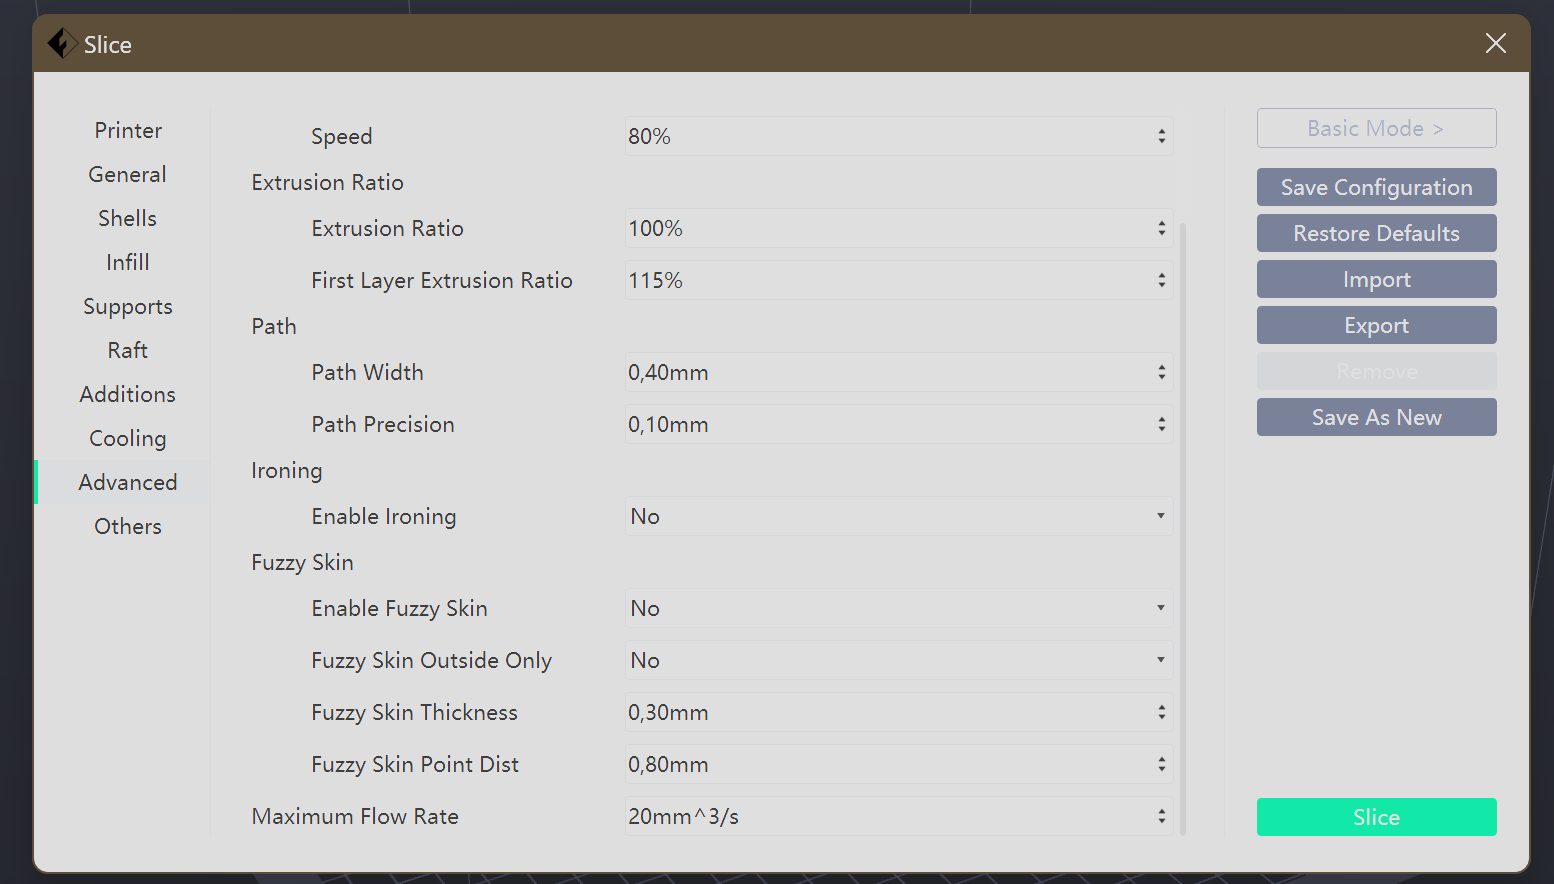 Slice
Printer
General
Shells
Infill
Supports
Raft
Additions
Cooling
Advanced
Others
Speed 80%
Extrusion Ratio
Extrusion Ratio 100%
First Layer Extrusion Ratio 115%
Path
Path Width 0,40mm
Path Precision 0,10mm
Ironing
Enable Ironing No
Fuzzy Skin
Enable Fuzzy Skin No
Fuzzy Skin Outside Only No
Fuzzy Skin Thickness 0,30mm
Fuzzy Skin Point Dist 0,80mm
Maximum Flow Rate 20mm^3/s
Basic Mode >
Save Configuration
Restore Defaults
Import
Export
Remove
Save As New
Slice